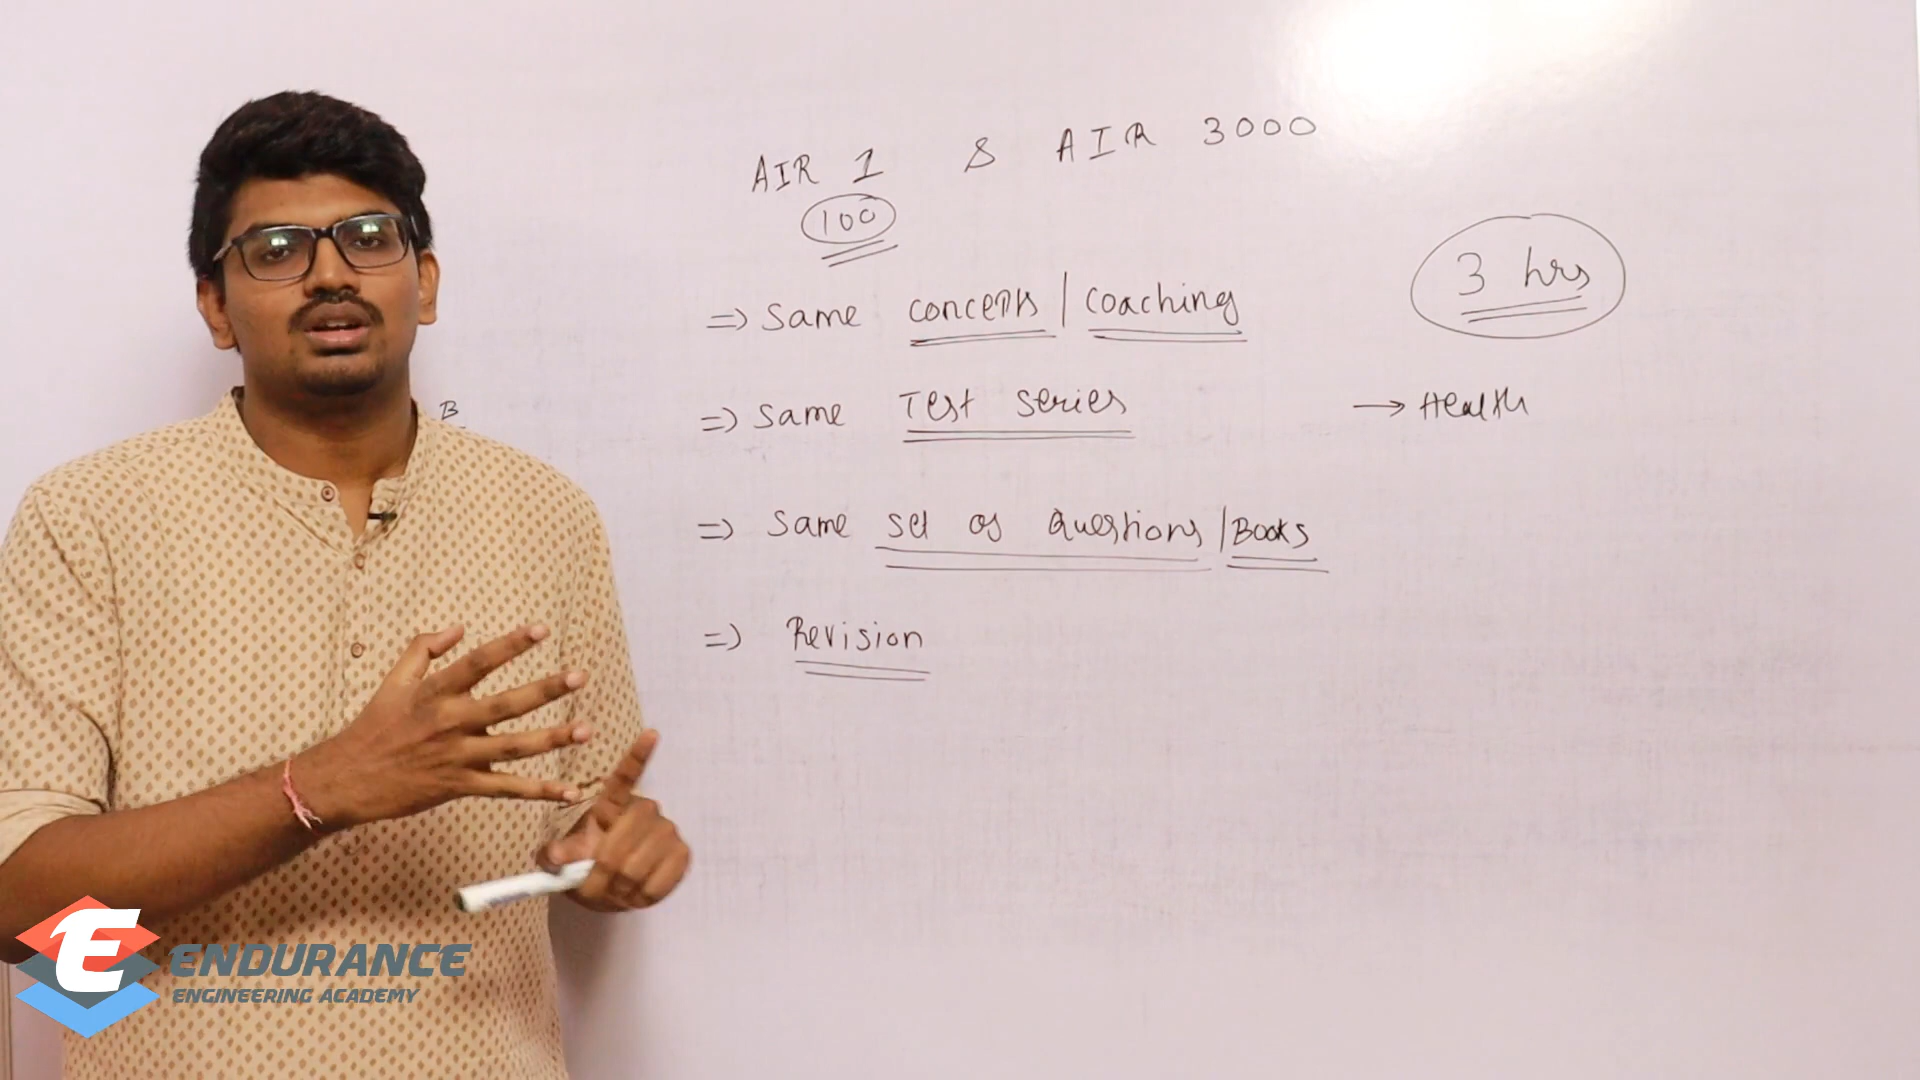 AIR 1 & AIR 3000
100
3 hrs
=> Same concepts / coaching
=> Same Test series
→ Health
B
=> Same set of questions / Books
=> Revision
E
ENDURANCE
ENGINEERING ACADEMY